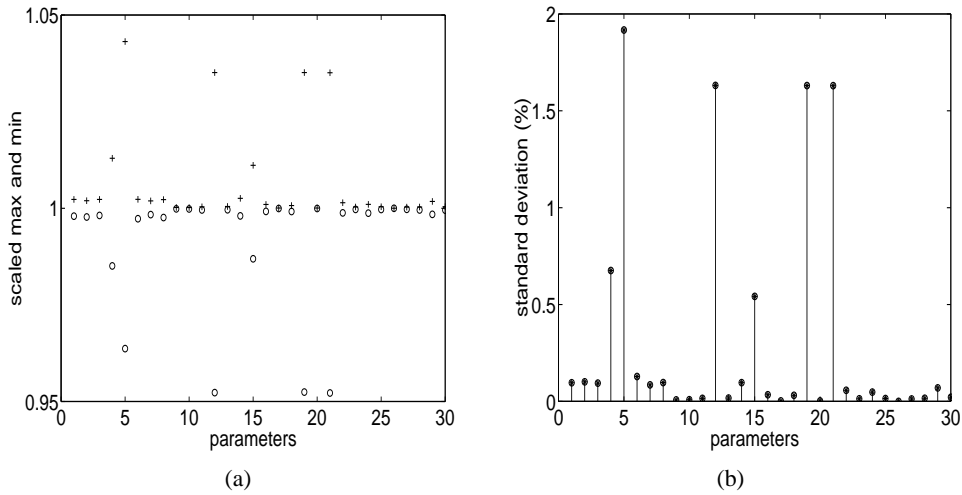 1.05
1
0.95
scaled max and min
0 5 10 15 20 25 30
parameters
(a)
2
1.5
1
0.5
0
standard deviation (%)
0 5 10 15 20 25 30
parameters
(b)